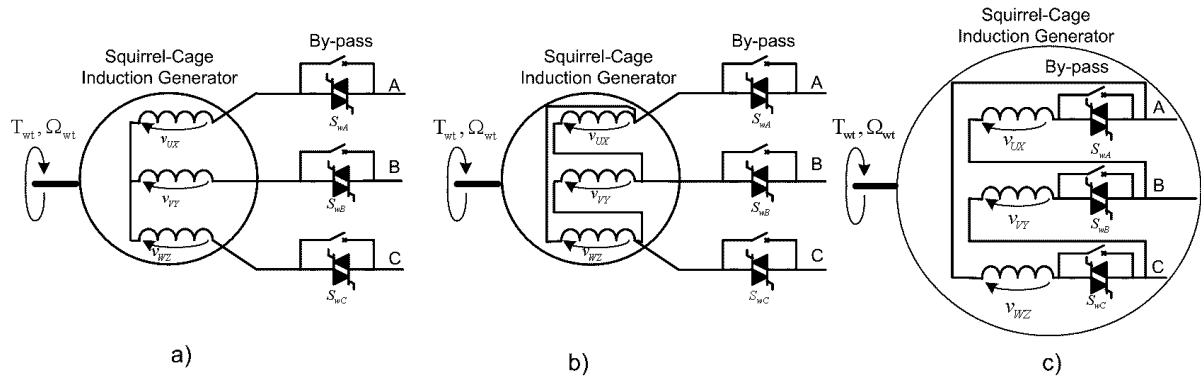 Squirrel-Cage
Induction Generator
By-pass
A
S_wA
T_wt, Ω_wt
v_UX
B
S_wB
v_VY
C
S_wC
v_WZ
a)
Squirrel-Cage
Induction Generator
By-pass
A
S_wA
T_wt, Ω_wt
v_UX
B
S_wB
v_VY
C
S_wC
v_WZ
b)
Squirrel-Cage
Induction Generator
By-pass
A
S_wA
T_wt, Ω_wt
v_UX
B
S_wB
v_VY
C
S_wC
v_WZ
c)